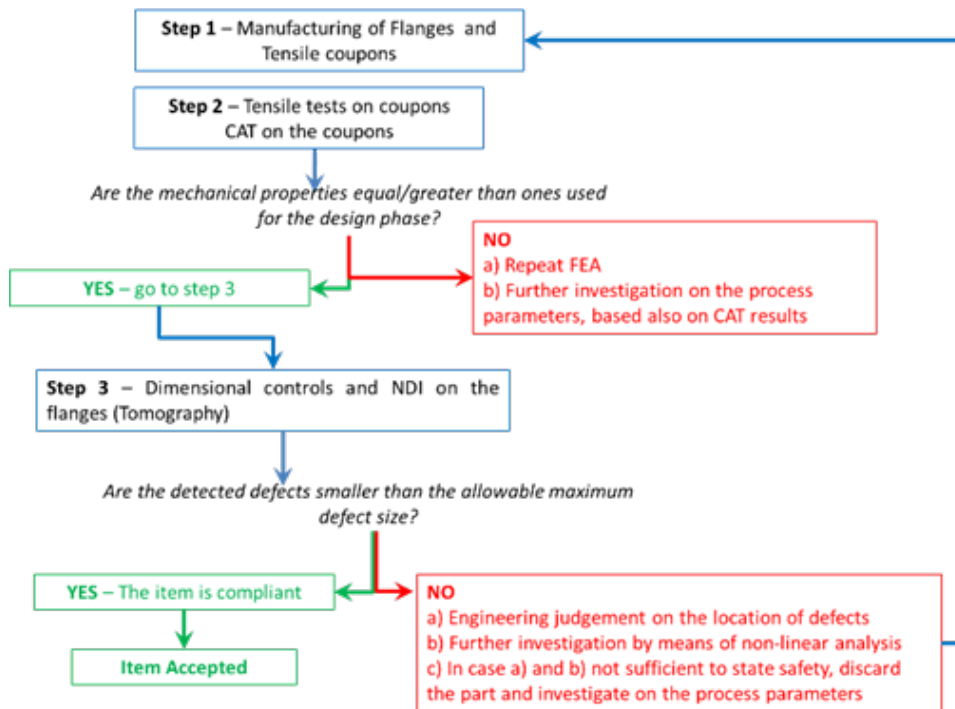 Step 1 – Manufacturing of Flanges and
Tensile coupons
Step 2 – Tensile tests on coupons
CAT on the coupons
Are the mechanical properties equal/greater than ones used
for the design phase?
NO
a) Repeat FEA
b) Further investigation on the process
parameters, based also on CAT results
YES – go to step 3
Step 3 – Dimensional controls and NDI on the
flanges (Tomography)
Are the detected defects smaller than the allowable maximum
defect size?
YES – The item is compliant
Item Accepted
NO
a) Engineering judgement on the location of defects
b) Further investigation by means of non-linear analysis
c) In case a) and b) not sufficient to state safety, discard
the part and investigate on the process parameters